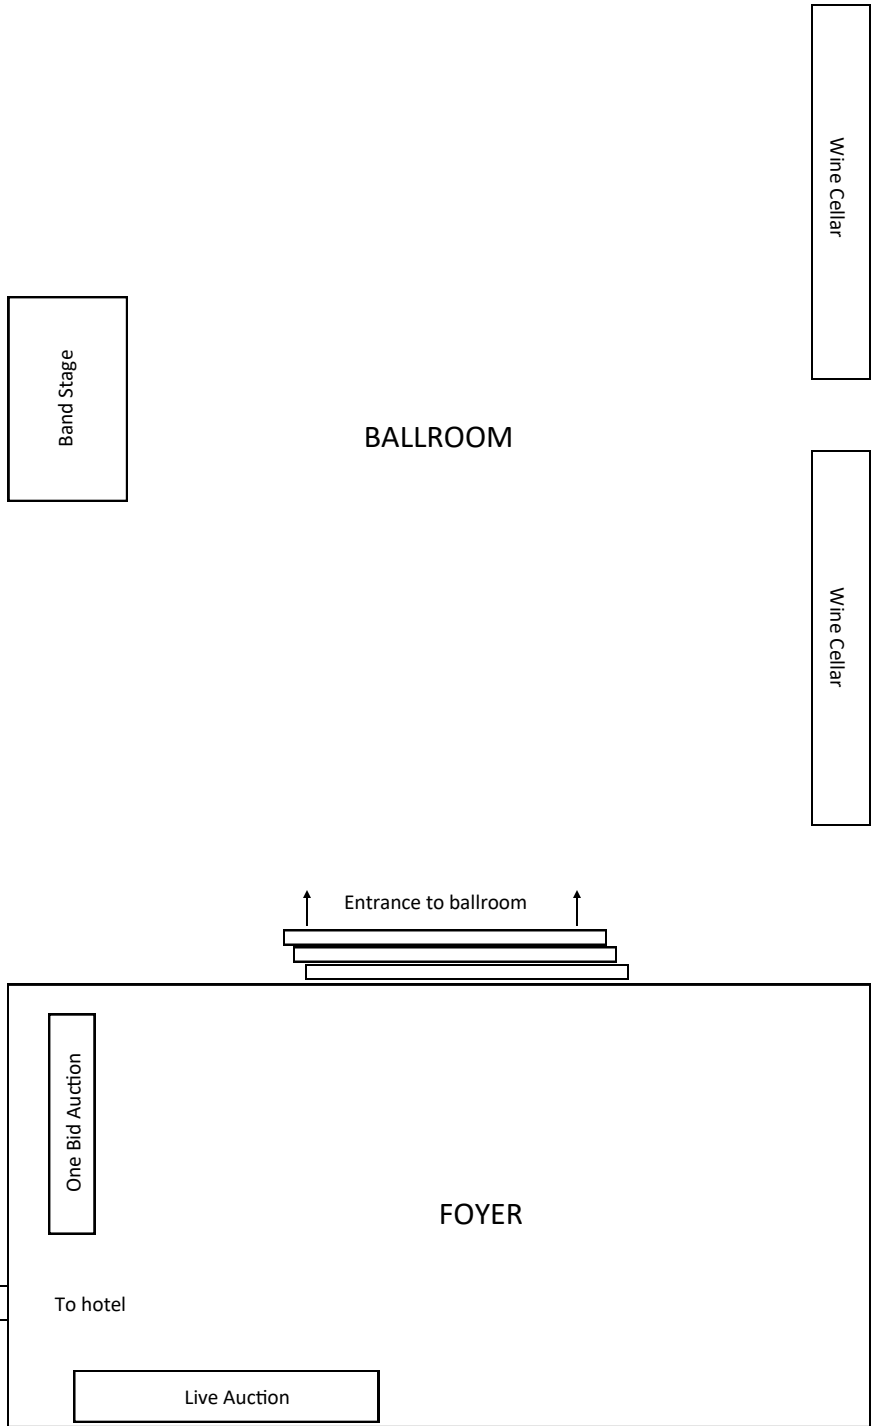 Wine Cellar
Band Stage
BALLROOM
Wine Cellar
Entrance to ballroom
One Bid Auction
FOYER
To hotel
Live Auction